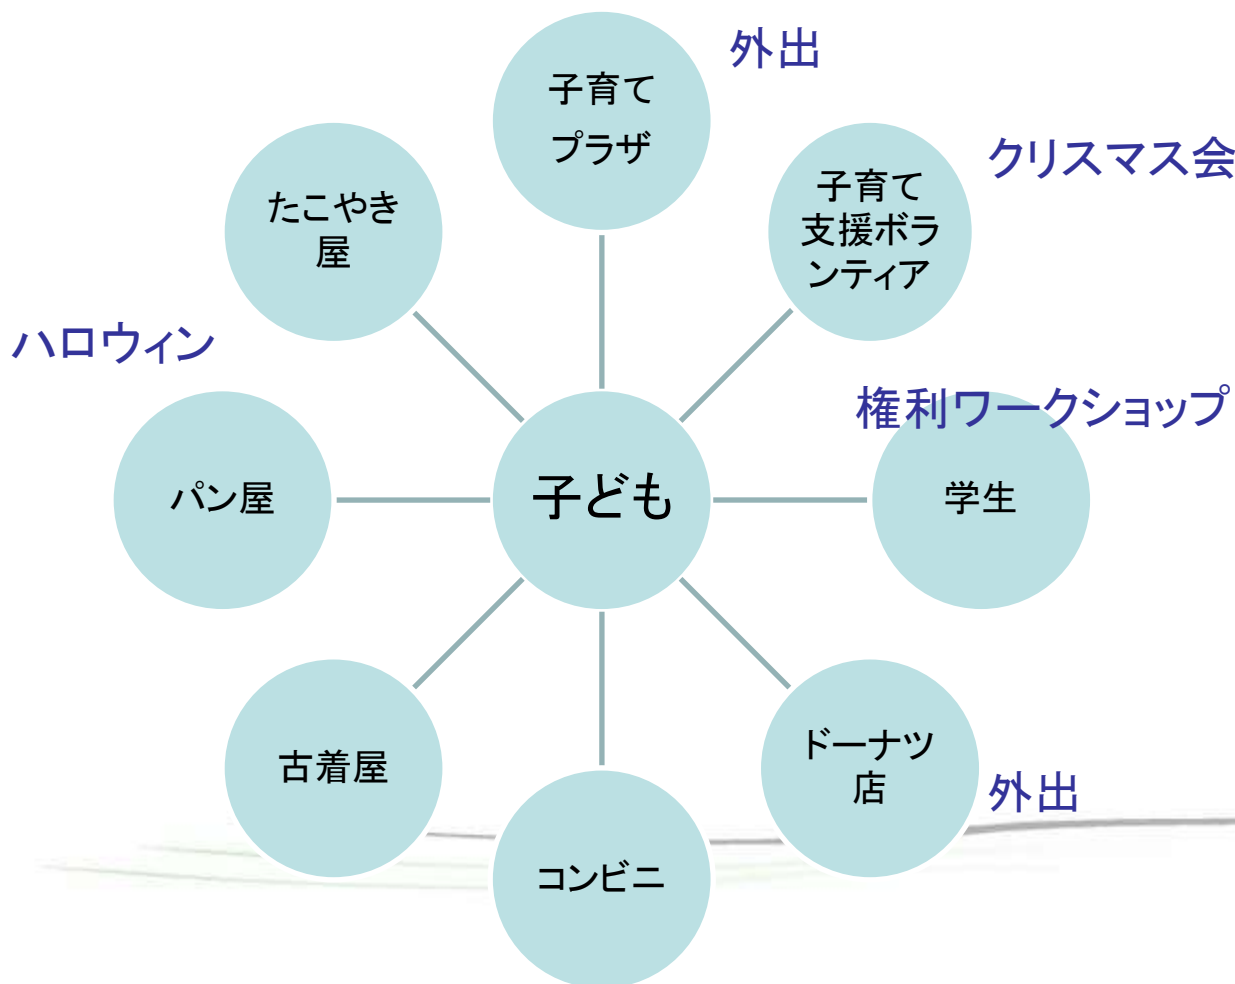 外出
子育て
プラザ
クリスマス会
子育て
支援ボラ
ンティア
たこやき
屋
ハロウィン
権利ワークショップ
パン屋
子ども
学生
古着屋
ドーナツ
店
外出
コンビニ